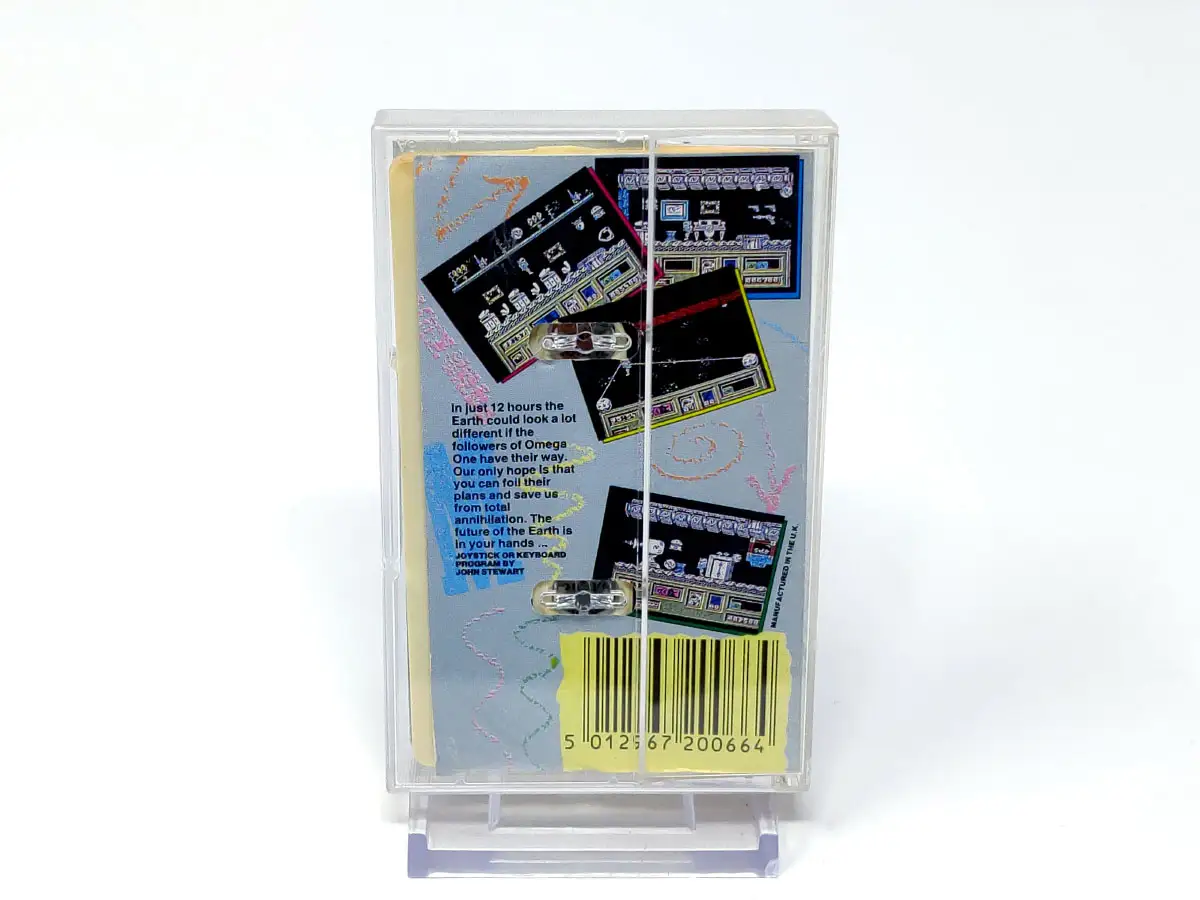 In just 12 hours the
Earth could look a lot
different if the
followers of Omega
One have their way.
Our only hope is that
you can foil their
plans and save us
from total
annihilation. The
future of the Earth is
in your hands ...
JOYSTICK OR KEYBOARD
PROGRAM BY
JOHN STEWART
MANUFACTURED IN THE U.K.
5 012567 200664